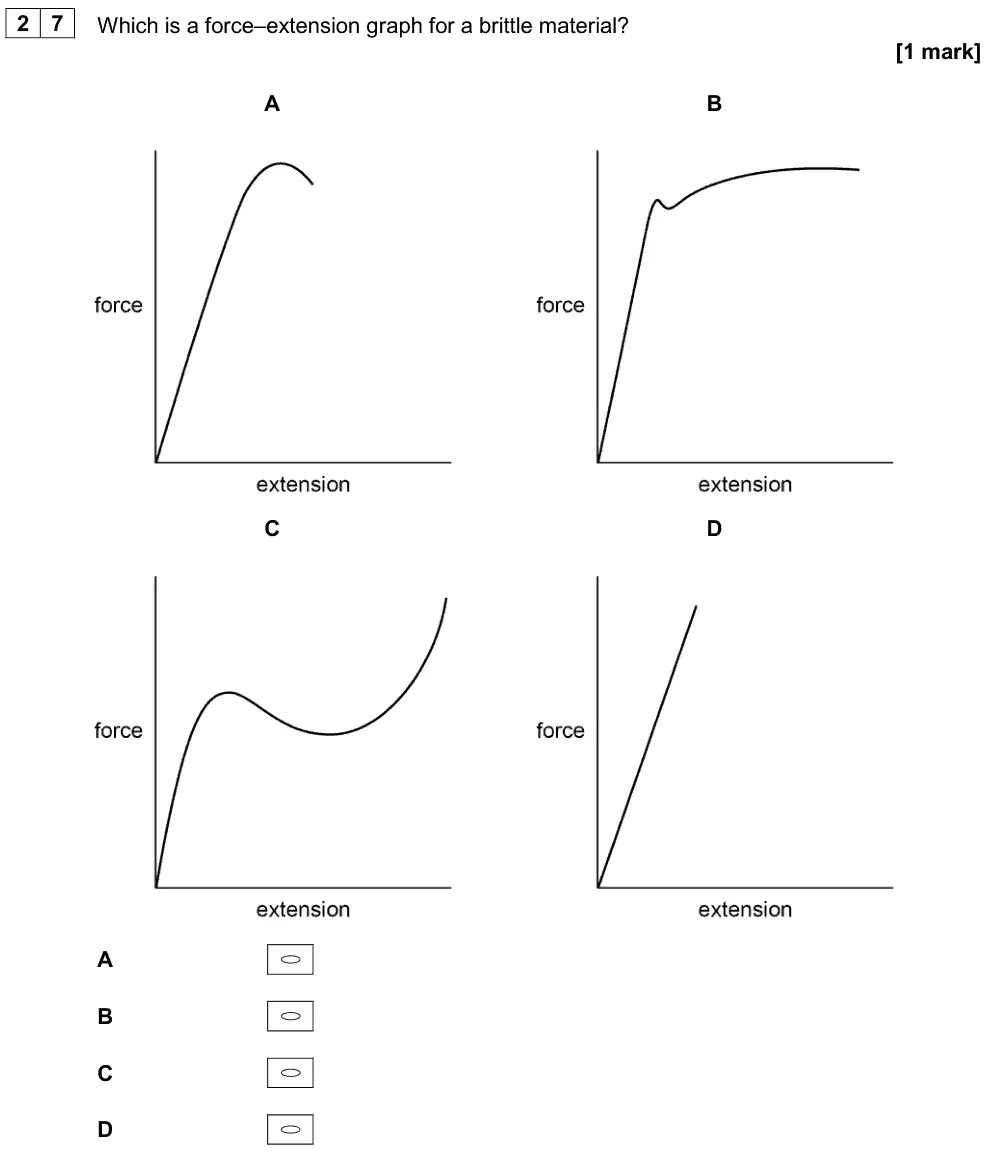 2 7 Which is a force–extension graph for a brittle material?
[1 mark]
A B
force force
extension extension
C D
force force
extension extension
A
B
C
D